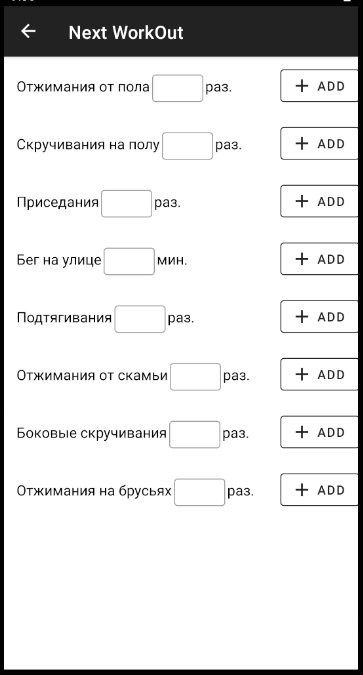 Next WorkOut
Отжимания от пола раз. + ADD
Скручивания на полу раз. + ADD
Приседания раз. + ADD
Бег на улице мин. + ADD
Подтягивания раз. + ADD
Отжимания от скамьи раз. + ADD
Боковые скручивания раз. + ADD
Отжимания на брусьях раз. + ADD